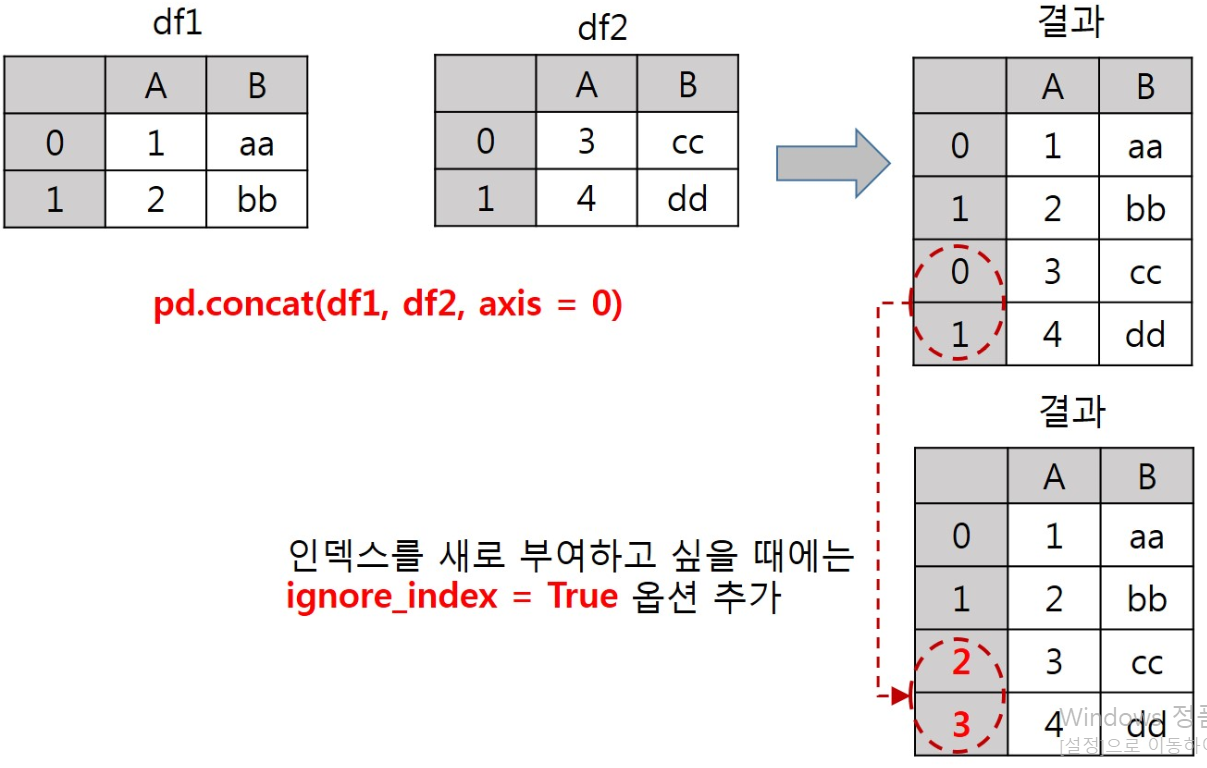 df1
A B
0 1 aa
1 2 bb
df2
A B
0 3 cc
1 4 dd
결과
A B
0 1 aa
1 2 bb
0 3 cc
1 4 dd
pd.concat(df1, df2, axis = 0)
인덱스를 새로 부여하고 싶을 때에는
ignore_index = True 옵션 추가
결과
A B
0 1 aa
1 2 bb
2 3 cc
3 4 dd
Windows 정품
[설정]으로 이동하여